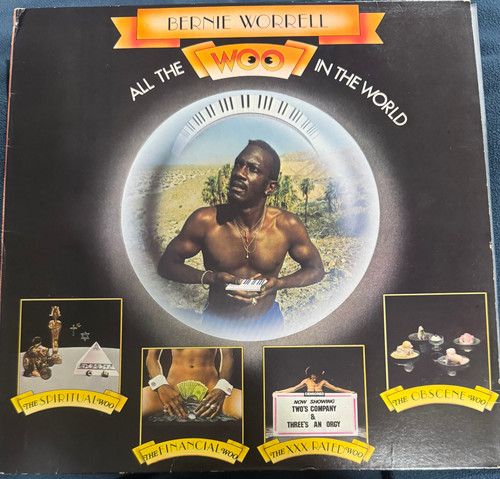 BERNIE WORRELL
ALL THE WOO IN THE WORLD
THE SPIRITUAL WOO
THE FINANCIAL WOO
NOW SHOWING
TWO'S COMPANY
&
THREE'S AN ORGY
THE XXX RATED WOO
THE OBSCENE WOO